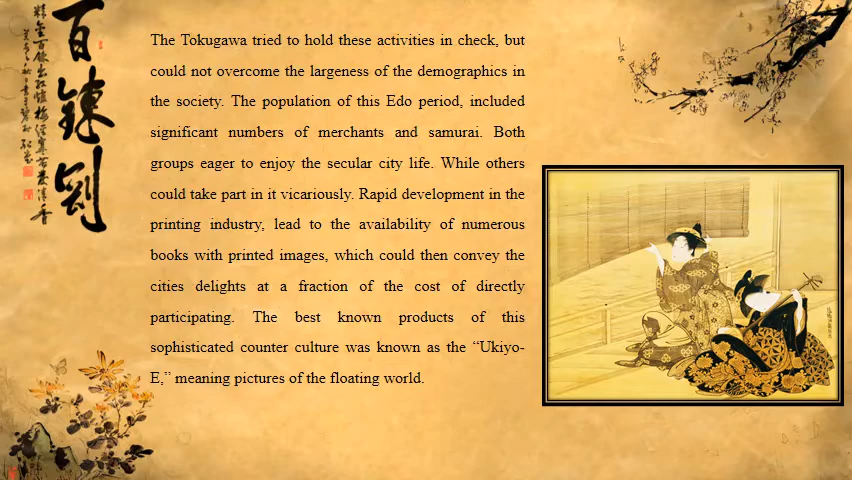 百錬剣
The Tokugawa tried to hold these activities in check, but
could not overcome the largeness of the demographics in
the society. The population of this Edo period, included
significant numbers of merchants and samurai. Both
groups eager to enjoy the secular city life. While others
could take part in it vicariously. Rapid development in the
printing industry, lead to the availability of numerous
books with printed images, which could then convey the
cities delights at a fraction of the cost of directly
participating. The best known products of this
sophisticated counter culture was known as the “Ukiyo-
E,” meaning pictures of the floating world.